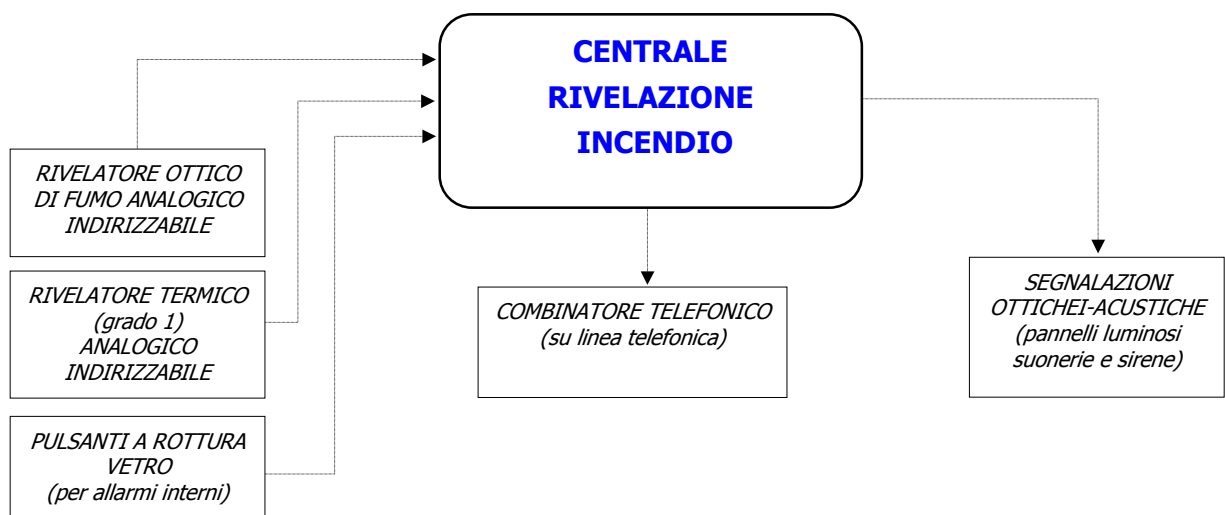 CENTRALE
RIVELAZIONE
INCENDIO
RIVELATORE OTTICO
DI FUMO ANALOGICO
INDIRIZZABILE
RIVELATORE TERMICO
(grado 1)
ANALOGICO
INDIRIZZABILE
PULSANTI A ROTTURA
VETRO
(per allarmi interni)
COMBINATORE TELEFONICO
(su linea telefonica)
SEGNALAZIONI
OTTICHEI-ACUSTICHE
(pannelli luminosi
suonerie e sirene)